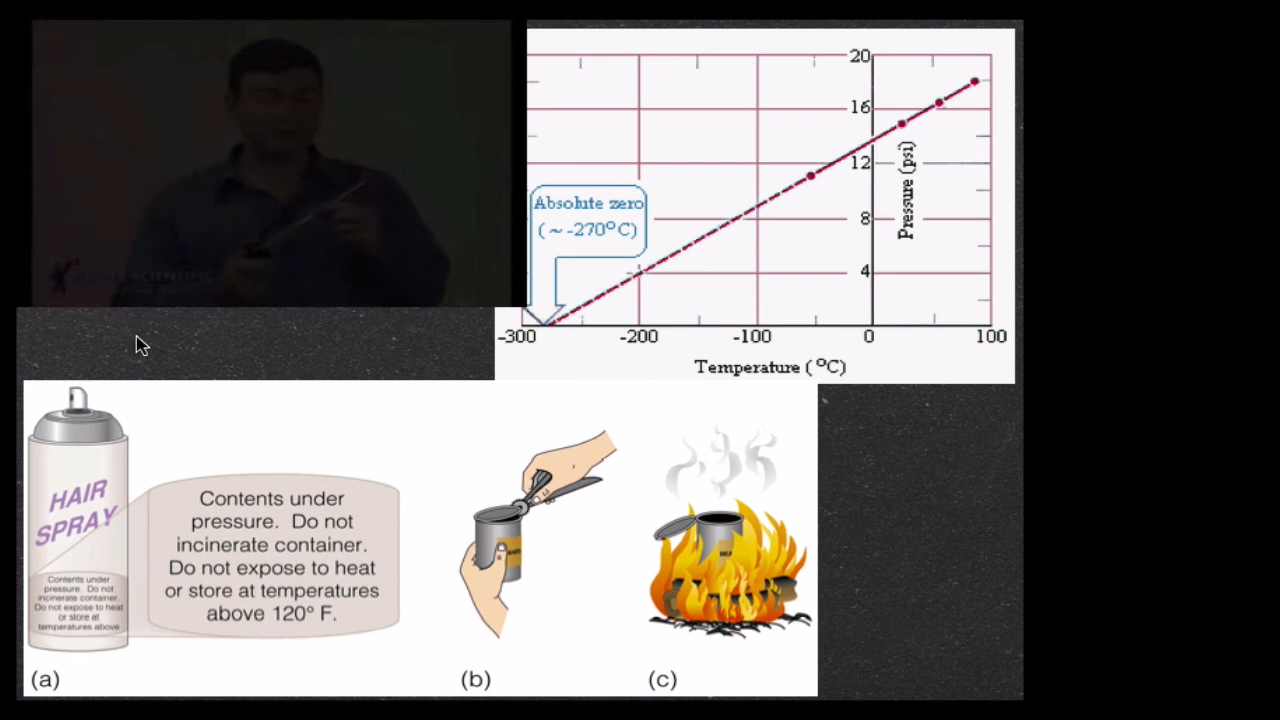 20
16
12
8
4
Pressure (psi)
Absolute zero
(~ -270°C)
-300 -200 -100 0 100
Temperature (°C)
HAIR
SPRAY
Contents under
pressure. Do not
incinerate container.
Do not expose to heat
or store at
temperatures above
Contents under
pressure. Do not
incinerate container.
Do not expose to heat
or store at temperatures
above 120° F.
(a)
(b)
(c)